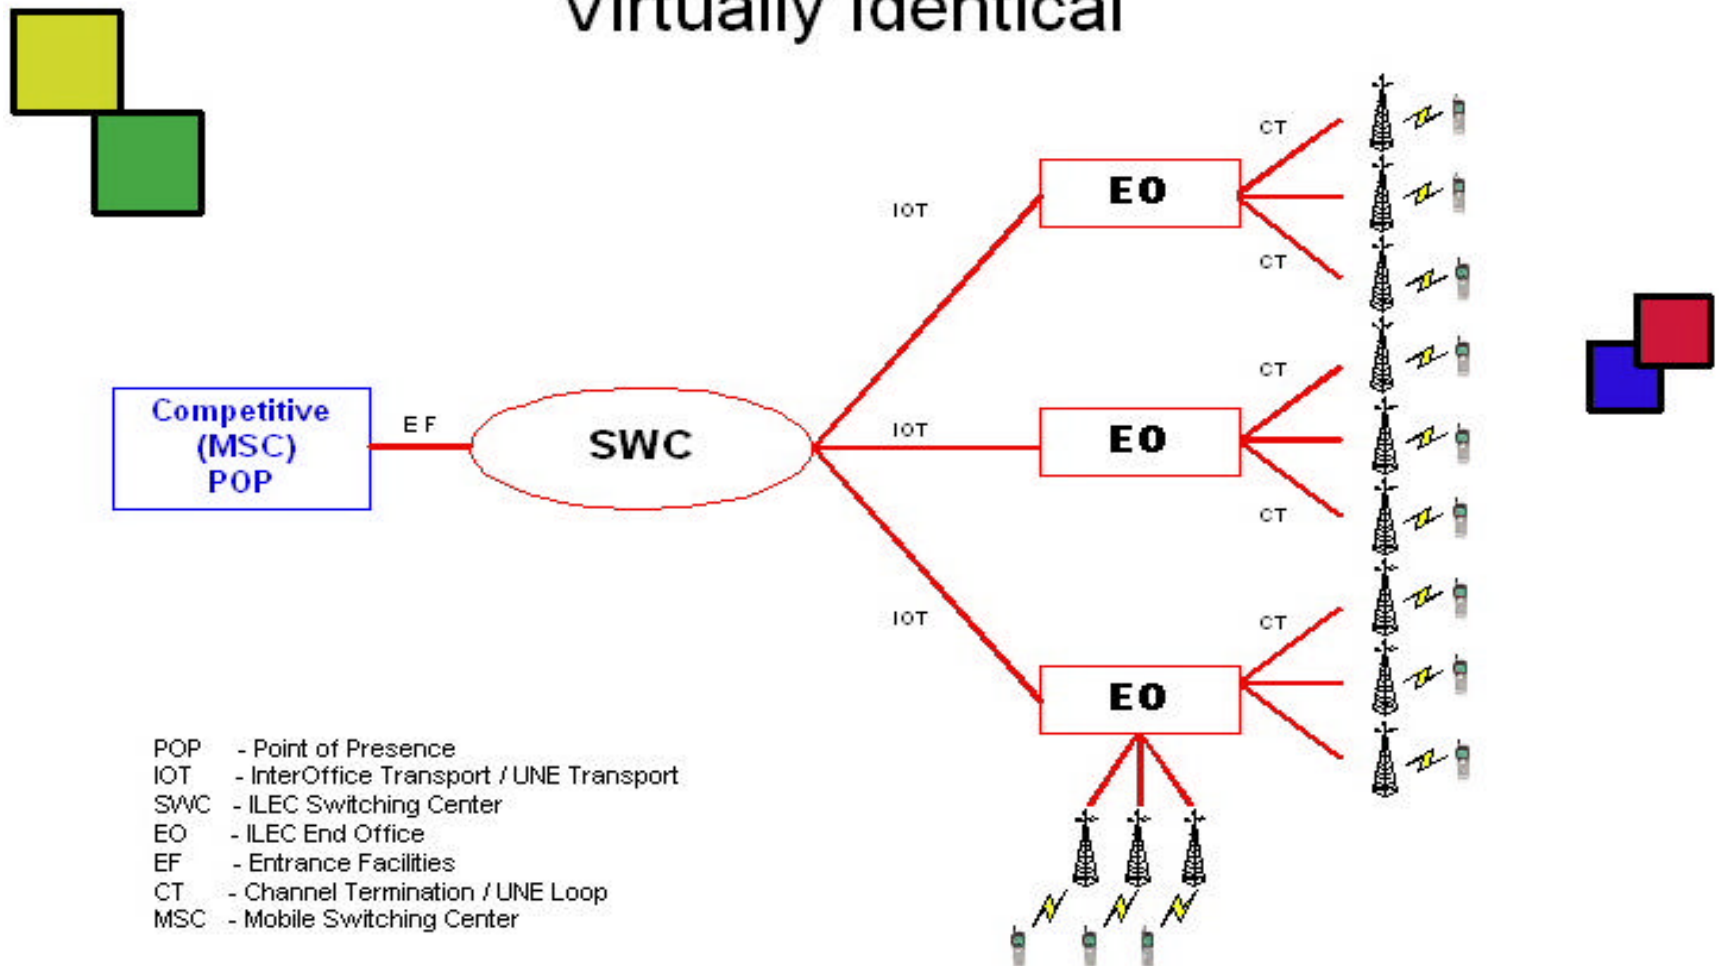 Virtually Identical
CT
EO
IOT
CT
CT
Competitive
(MSC)
POP
EF
SWC
IOT
EO
CT
IOT
CT
EO
POP - Point of Presence
IOT - InterOffice Transport / UNE Transport
SWC - ILEC Switching Center
EO - ILEC End Office
EF - Entrance Facilities
CT - Channel Termination / UNE Loop
MSC - Mobile Switching Center